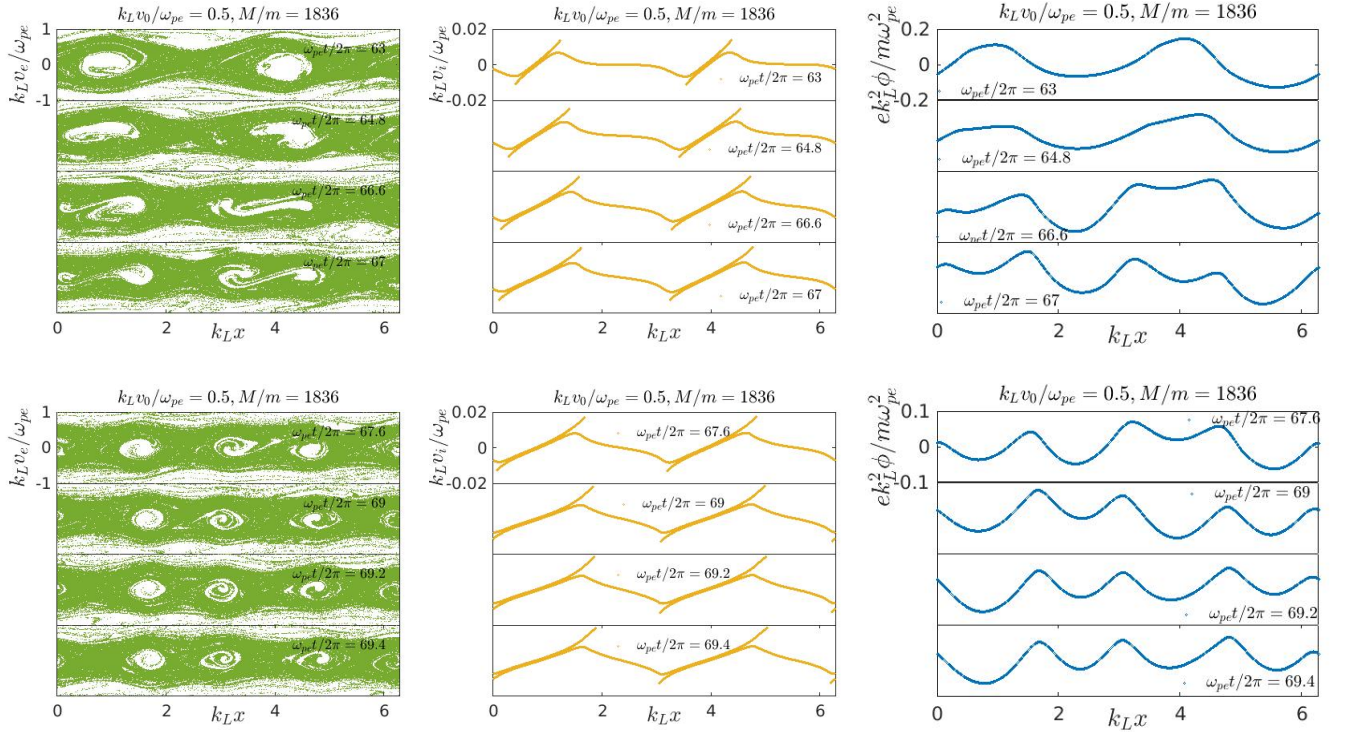 k_L v_0/ω_pe = 0.5, M/m = 1836
k_L v_e/ω_pe
1
0
-1
ω_pe t/2π = 63
ω_pe t/2π = 64.8
ω_pe t/2π = 66.6
ω_pe t/2π = 67
0 2 4 6
k_L x
k_L v_0/ω_pe = 0.5, M/m = 1836
k_L v_i/ω_pe
0.02
0
-0.02
ω_pe t/2π = 63
ω_pe t/2π = 64.8
ω_pe t/2π = 66.6
ω_pe t/2π = 67
0 2 4 6
k_L x
k_L v_0/ω_pe = 0.5, M/m = 1836
ek_L^2 φ/mω_pe^2
0.2
0
-0.2
ω_pe t/2π = 63
ω_pe t/2π = 64.8
ω_pe t/2π = 66.6
ω_pe t/2π = 67
0 2 4 6
k_L x
k_L v_0/ω_pe = 0.5, M/m = 1836
k_L v_e/ω_pe
1
0
-1
ω_pe t/2π = 67.6
ω_pe t/2π = 69
ω_pe t/2π = 69.2
ω_pe t/2π = 69.4
0 2 4 6
k_L x
k_L v_0/ω_pe = 0.5, M/m = 1836
k_L v_i/ω_pe
0.02
0
-0.02
ω_pe t/2π = 67.6
ω_pe t/2π = 69
ω_pe t/2π = 69.2
ω_pe t/2π = 69.4
0 2 4 6
k_L x
k_L v_0/ω_pe = 0.5, M/m = 1836
ek_L^2 φ/mω_pe^2
0.1
0
-0.1
ω_pe t/2π = 67.6
ω_pe t/2π = 69
ω_pe t/2π = 69.2
ω_pe t/2π = 69.4
0 2 4 6
k_L x